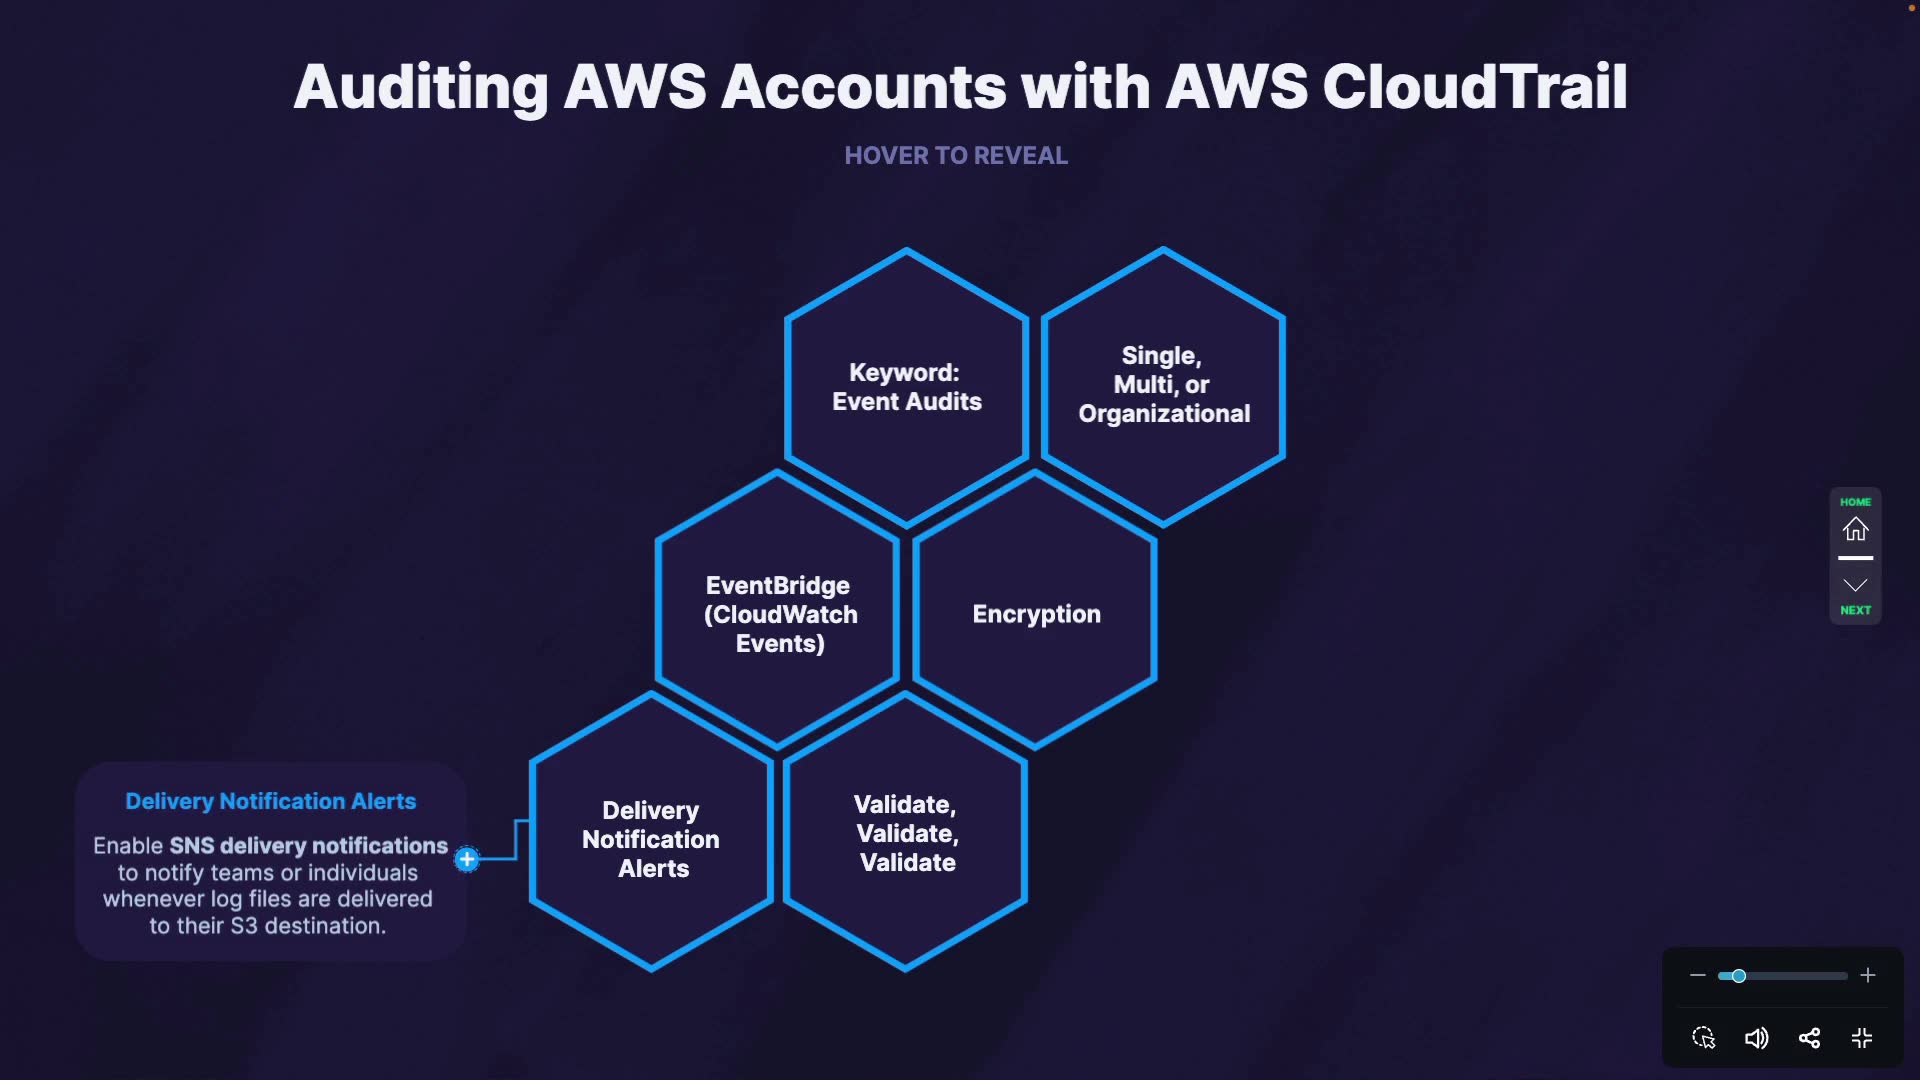 Auditing AWS Accounts with AWS CloudTrail
HOVER TO REVEAL
Keyword:
Event Audits
Single,
Multi, or
Organizational
EventBridge
(CloudWatch
Events)
Encryption
Delivery
Notification
Alerts
Validate,
Validate,
Validate
Delivery Notification Alerts
Enable SNS delivery notifications
to notify teams or individuals
whenever log files are delivered
to their S3 destination.
HOME
NEXT